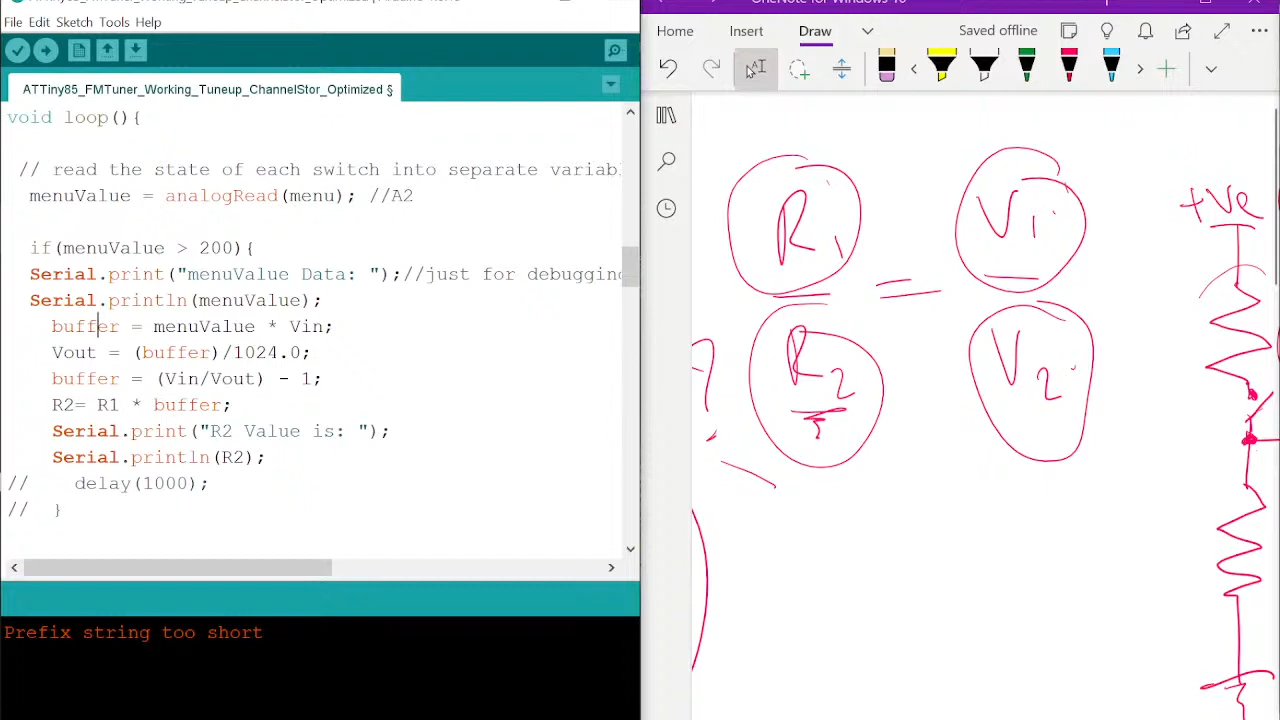 File Edit Sketch Tools Help
ATTiny85_FMTuner_Working_Tuneup_ChannelStor_Optimized §
void loop(){
// read the state of each switch into separate variabl
menuValue = analogRead(menu); //A2
if(menuValue > 200){
Serial.print("menuValue Data: ");//just for debugging
Serial.println(menuValue);
buffer = menuValue * Vin;
Vout = (buffer)/1024.0;
buffer = (Vin/Vout) - 1;
R2= R1 * buffer;
Serial.print("R2 Value is: ");
Serial.println(R2);
// delay(1000);
// }
Prefix string too short
Home Insert Draw Saved offline
R1 = V1
R2 V2
+Ve